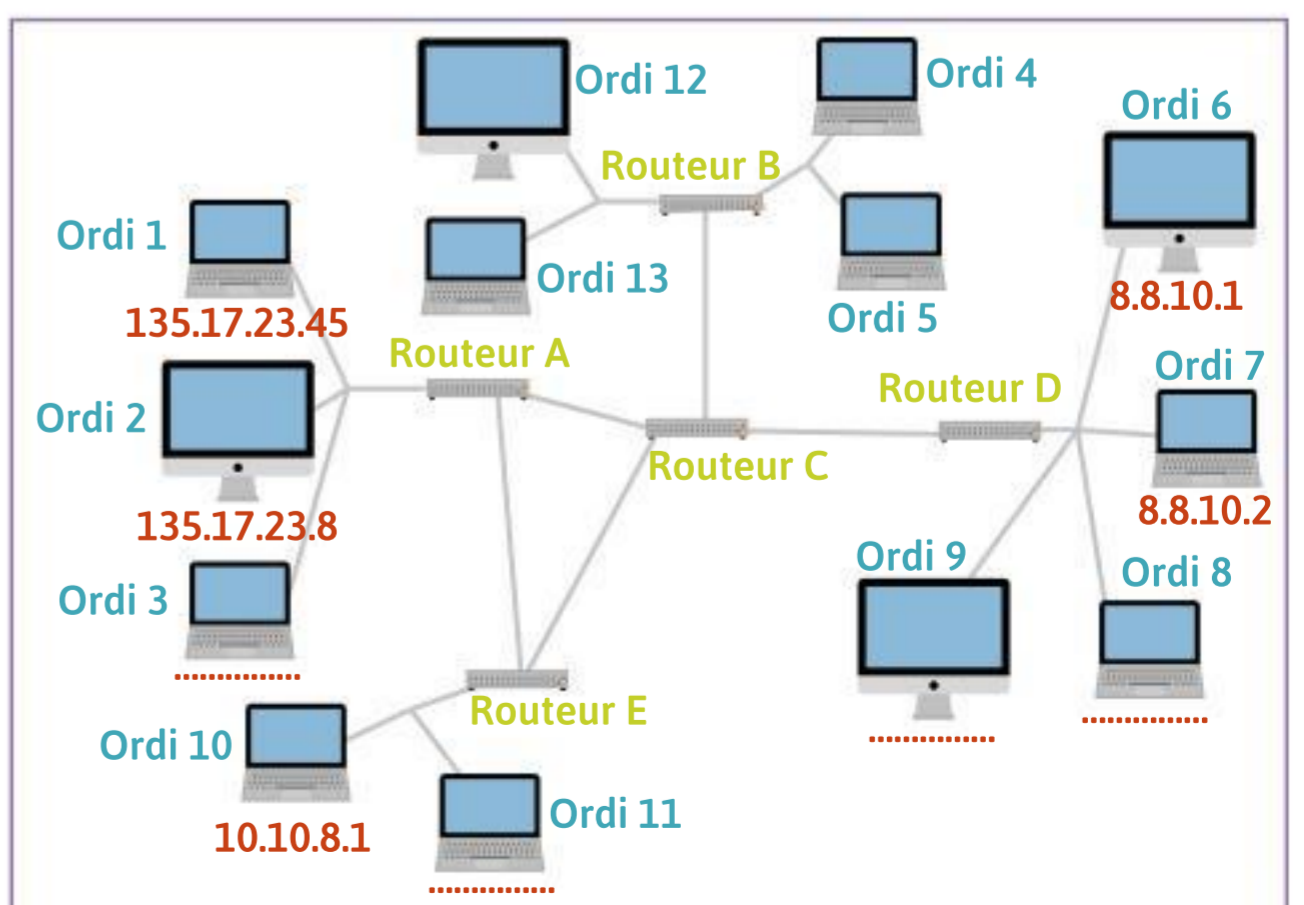 Ordi 12
Ordi 4
Ordi 6
Routeur B
Ordi 1
Ordi 13
135.17.23.45
Ordi 5
8.8.10.1
Routeur A
Ordi 7
Routeur D
Ordi 2
Routeur C
8.8.10.2
135.17.23.8
Ordi 9
Ordi 8
Ordi 3
...............
Routeur E
...............
Ordi 10
...............
Ordi 11
10.10.8.1
...............